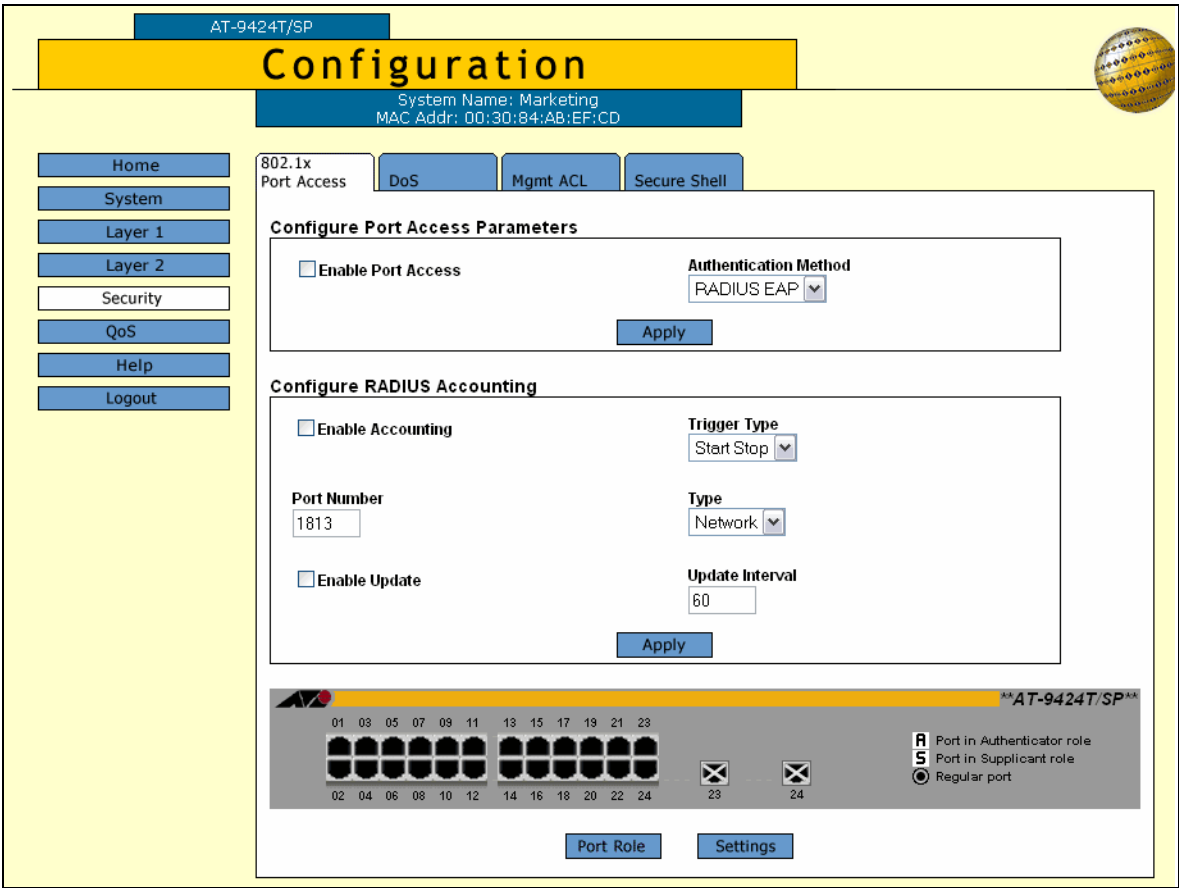 AT-9424T/SP
Configuration
System Name: Marketing
MAC Addr: 00:30:84:AB:EF:CD
Home
System
Layer 1
Layer 2
Security
QoS
Help
Logout
802.1x
Port Access
DoS
Mgmt ACL
Secure Shell
Configure Port Access Parameters
Enable Port Access
Authentication Method
RADIUS EAP
Apply
Configure RADIUS Accounting
Enable Accounting
Trigger Type
Start Stop
Port Number
Type
1813
Network
Enable Update
Update Interval
60
Apply
**AT-9424T/SP**
01 03 05 07 09 11 13 15 17 19 21 23
02 04 06 08 10 12 14 16 18 20 22 24
23
24
A Port in Authenticator role
S Port in Supplicant role
Regular port
Port Role
Settings